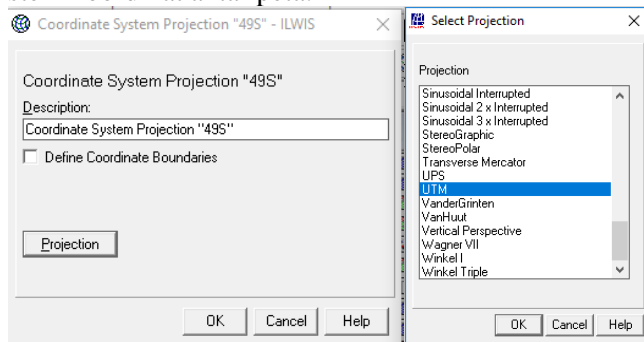 Coordinate System Projection "49S" - ILWIS
Coordinate System Projection "49S"
Description:
Coordinate System Projection "49S"
Define Coordinate Boundaries
Projection
OK Cancel Help
Select Projection
Projection
Sinusoidal Interrupted
Sinusoidal 2 x Interrupted
Sinusoidal 3 x Interrupted
StereoGraphic
StereoPolar
Transverse Mercator
UPS
UTM
VanderGrinten
VanHuut
Vertical Perspective
Wagner VII
Winkel I
Winkel Triple
OK Cancel Help